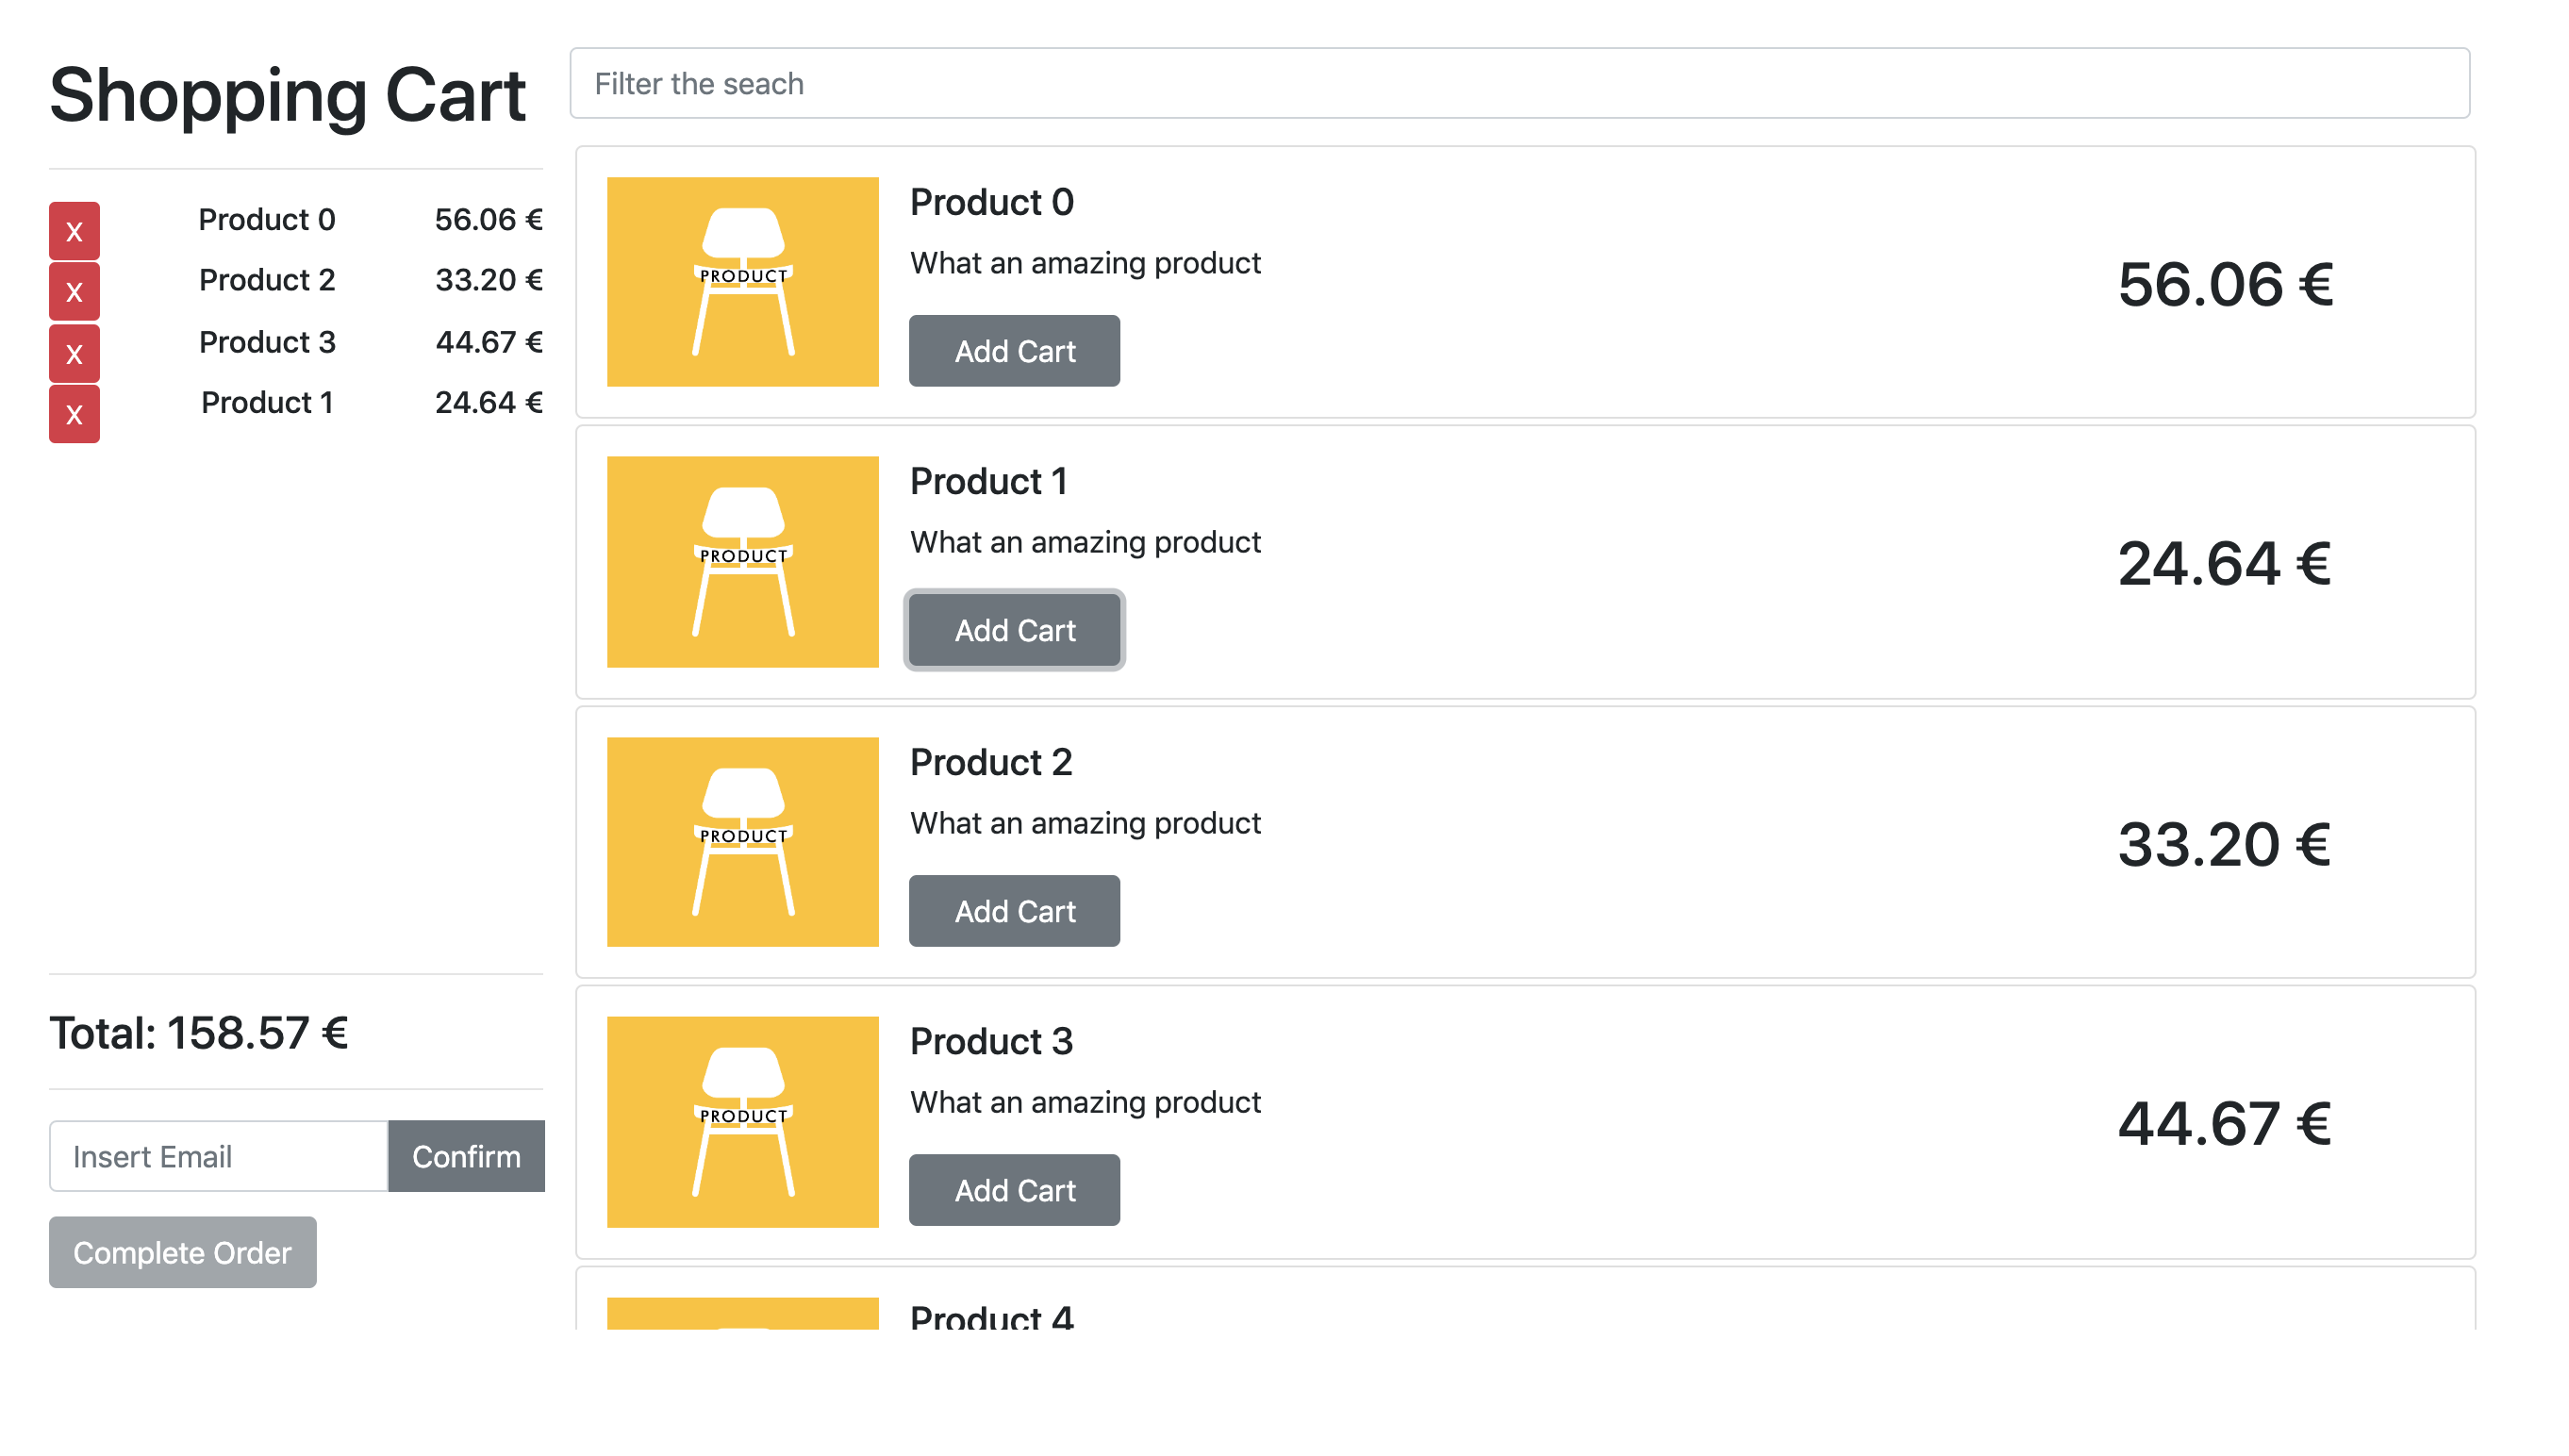 Shopping Cart
X Product 0 56.06 €
X Product 2 33.20 €
X Product 3 44.67 €
X Product 1 24.64 €
Total: 158.57 €
Insert Email Confirm
Complete Order
Filter the seach
PRODUCT
Product 0
What an amazing product
Add Cart
56.06 €
PRODUCT
Product 1
What an amazing product
Add Cart
24.64 €
PRODUCT
Product 2
What an amazing product
Add Cart
33.20 €
PRODUCT
Product 3
What an amazing product
Add Cart
44.67 €
Product 4